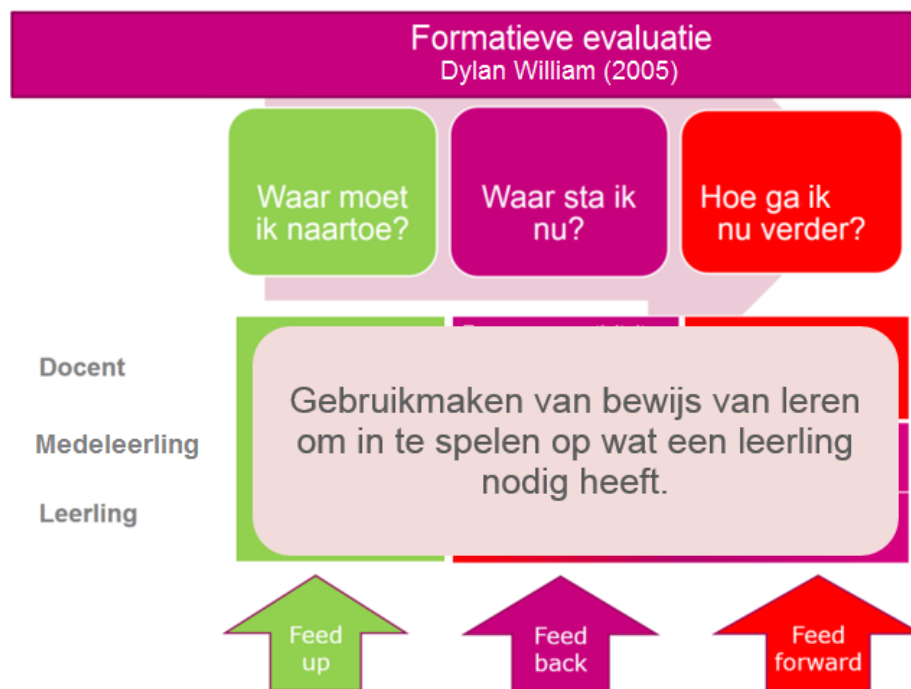 Formatieve evaluatie
Dylan William (2005)
Waar moet
ik naartoe?
Waar sta ik
nu?
Hoe ga ik
nu verder?
Docent
Medeleerling
Leerling
Gebruikmaken van bewijs van leren
om in te spelen op wat een leerling
nodig heeft.
Feed
up
Feed
back
Feed
forward